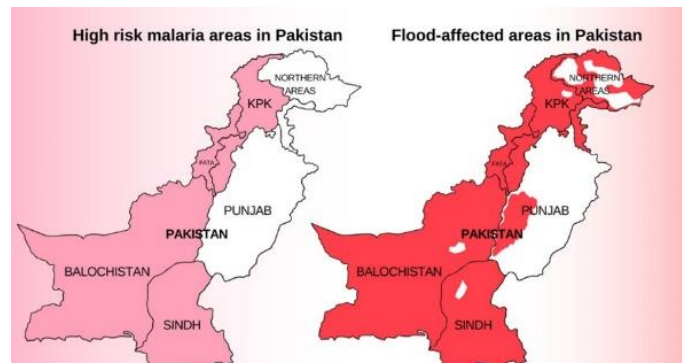 High risk malaria areas in Pakistan
NORTHERN
AREAS
KPK
FATA
PUNJAB
PAKISTAN
BALOCHISTAN
SINDH
Flood-affected areas in Pakistan
NORTHERN
AREAS
KPK
FATA
PUNJAB
PAKISTAN
BALOCHISTAN
SINDH